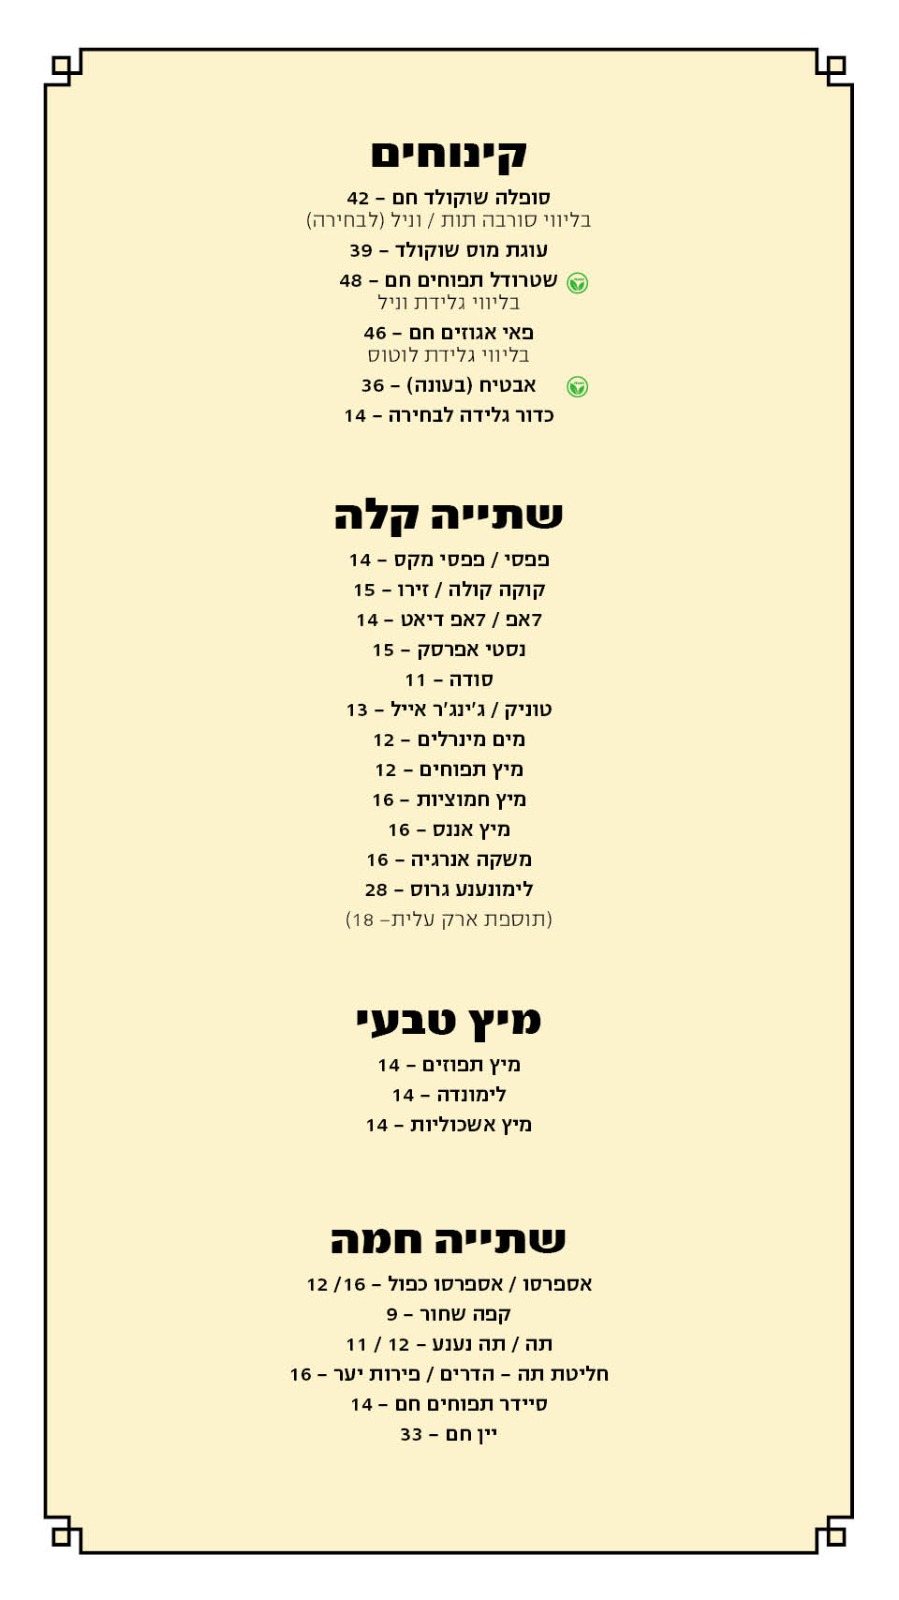 קינוחים
סופלה שוקולד חם – 42
בליווי סורבה תות / וניל (לבחירה)
עוגת מוס שוקולד – 39
שטרודל תפוחים חם – 48
בליווי גלידת וניל
פאי אגוזים חם – 46
בליווי גלידת לוטוס
אבטיח (בעונה) – 36
כדור גלידה לבחירה – 14
שתייה קלה
פפסי / פפסי מקס – 14
קוקה קולה / זירו – 15
7אפ / 7אפ דיאט – 14
נסטי אפרסק – 15
סודה – 11
טוניק / ג'ינג'ר אייל – 13
מים מינרלים – 12
מיץ תפוחים – 12
מיץ חמוציות – 16
מיץ אננס – 16
משקה אנרגיה – 16
לימונענע גרוס – 28
(תוספת ארק עלית– 18)
מיץ טבעי
מיץ תפוזים – 14
לימונדה – 14
מיץ אשכוליות – 14
שתייה חמה
אספרסו / אספרסו כפול – 12 /16
קפה שחור – 9
תה / תה נענע – 11 / 12
חליטת תה – הדרים / פירות יער – 16
סיידר תפוחים חם – 14
יין חם – 33